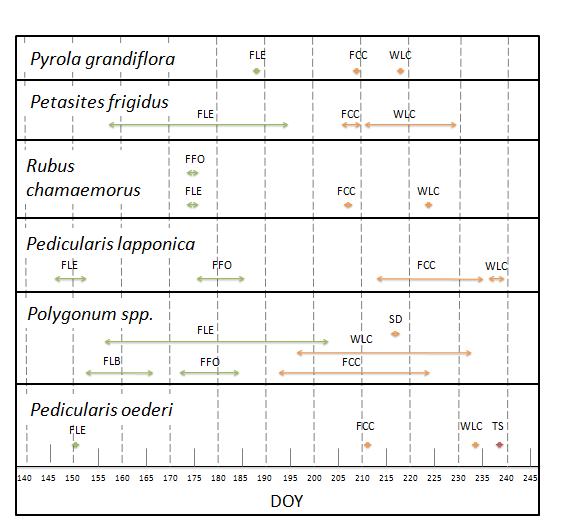 FLE FCC WLC
Pyrola grandiflora
Petasites frigidus
FLE FCC WLC
FFO
Rubus
chamaemorus
FLE FCC WLC
Pedicularis lapponica
FLE FFO FCC WLC
Polygonum spp.
SD
FLE
WLC
FLB FFO FCC
Pedicularis oederi
FLE FCC WLC TS
140 145 150 155 160 165 170 175 180 185 190 195 200 205 210 215 220 225 230 235 240 245
DOY